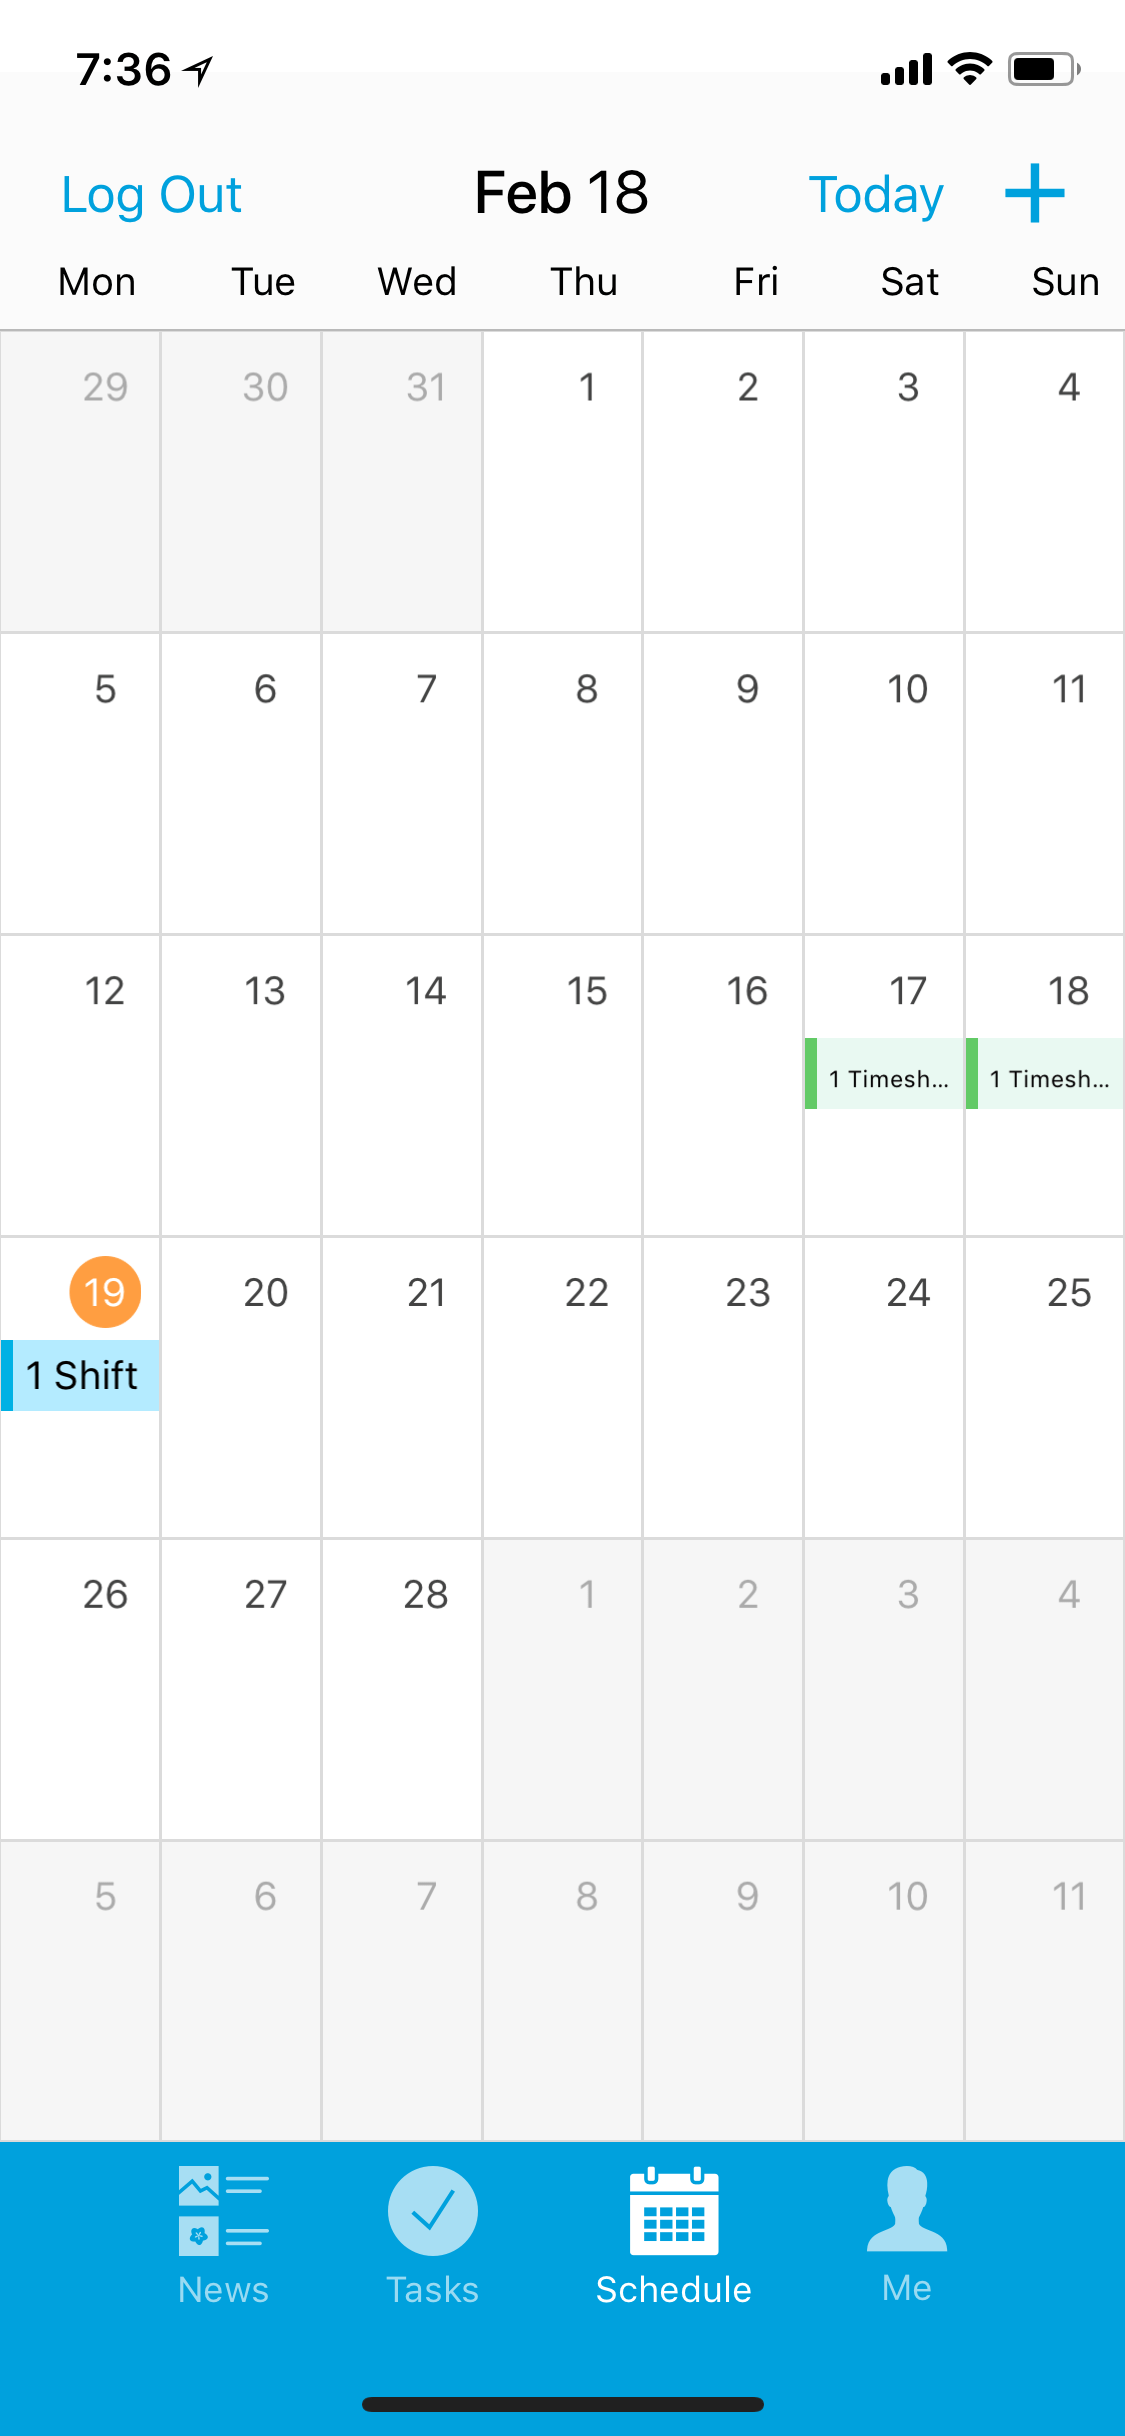 7:36
Log Out Feb 18 Today
Mon Tue Wed Thu Fri Sat Sun
29 30 31 1 2 3 4
5 6 7 8 9 10 11
12 13 14 15 16 17 18
1 Timesh... 1 Timesh...
19 20 21 22 23 24 25
1 Shift
26 27 28 1 2 3 4
5 6 7 8 9 10 11
News Tasks Schedule Me